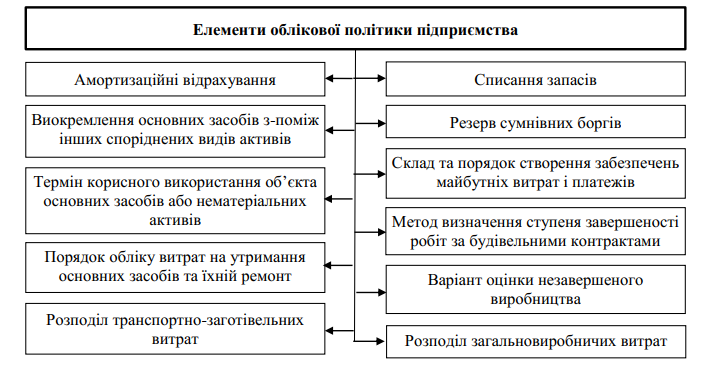 Елементи облікової політики підприємства
Амортизаційні відрахування
Виокремлення основних засобів з-поміж
інших споріднених видів активів
Термін корисного використання об’єкта
основних засобів або нематеріальних
активів
Порядок обліку витрат на утримання
основних засобів та їхній ремонт
Розподіл транспортно-заготівельних
витрат
Списання запасів
Резерв сумнівних боргів
Склад та порядок створення забезпечень
майбутніх витрат і платежів
Метод визначення ступеня завершеності
робіт за будівельними контрактами
Варіант оцінки незавершеного
виробництва
Розподіл загальновиробничих витрат